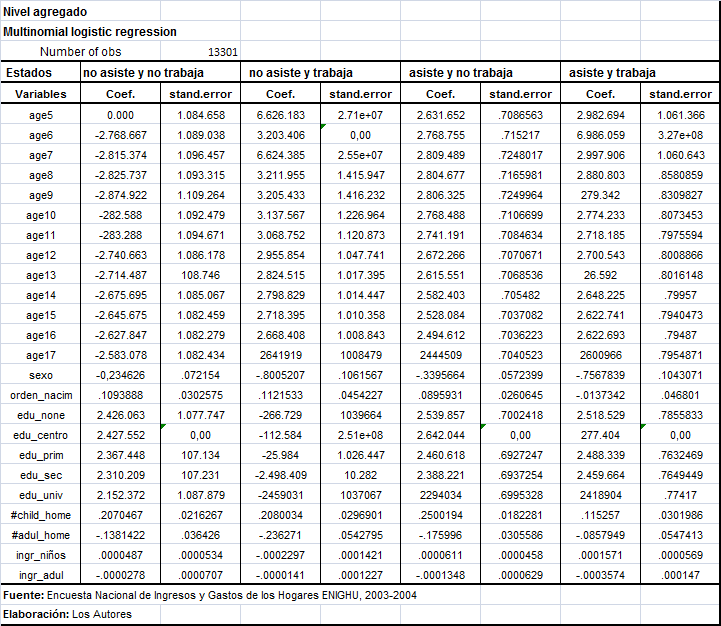 Nivel agregado
Multinomial logistic regression
Number of obs 13301
Estados no asiste y no trabaja no asiste y trabaja asiste y no trabaja asiste y trabaja
Variables Coef. stand.error Coef. stand.error Coef. stand.error Coef. stand.error
age5 0.000 1.084.658 6.626.183 2.71e+07 2.631.652 .7086563 2.982.694 1.061.366
age6 -2.768.667 1.089.038 3.203.406 0,00 2.768.755 .715217 6.986.059 3.27e+08
age7 -2.815.374 1.096.457 6.624.385 2.55e+07 2.809.489 .7248017 2.997.906 1.060.643
age8 -2.825.737 1.093.315 3.211.955 1.415.947 2.804.677 .7165981 2.880.803 .8580859
age9 -2.874.922 1.109.264 3.205.433 1.416.232 2.806.325 .7249964 279.342 .8309827
age10 -282.588 1.092.479 3.137.567 1.226.964 2.768.488 .7106699 2.774.233 .8073453
age11 -283.288 1.094.671 3.068.752 1.120.873 2.741.191 .7084634 2.718.185 .7975594
age12 -2.740.663 1.086.178 2.955.854 1.047.741 2.672.266 .7070671 2.700.543 .8008866
age13 -2.714.487 108.746 2.824.515 1.017.395 2.615.551 .7068536 26.592 .8016148
age14 -2.675.695 1.085.067 2.798.829 1.014.447 2.582.403 .705482 2.648.225 .79957
age15 -2.645.675 1.082.459 2.718.395 1.010.358 2.528.084 .7037082 2.622.741 .7940473
age16 -2.627.847 1.082.279 2.668.408 1.008.843 2.494.612 .7036223 2.622.693 .79487
age17 -2.583.078 1.082.434 2641919 1008479 2444509 .7040523 2600966 .7954871
sexo -0,234626 .072154 -.8005207 .1061567 -.3395664 .0572399 -.7567839 .1043071
orden_nacim .1093888 .0302575 .1121533 .0454227 .0895931 .0260645 -.0137342 .046801
edu_none 2.426.063 1.077.747 -266.729 1039664 2.539.857 .7002418 2.518.529 .7855833
edu_centro 2.427.552 0,00 -112.584 2.51e+08 2.642.044 0,00 277.404 0,00
edu_prim 2.367.448 107.134 -25.984 1.026.447 2.460.618 .6927247 2.488.339 .7632469
edu_sec 2.310.209 107.231 -2.498.409 10.282 2.388.221 .6937254 2.459.664 .7649449
edu_univ 2.152.372 1.087.879 -2459031 1037067 2294034 .6995328 2418904 .77417
#child_home .2070467 .0216267 .2080034 .0296901 .2500194 .0182281 .115257 .0301986
#adul_home -.1381422 .036426 -.236271 .0542795 -.175996 .0305586 -.0857949 .0547413
ingr_niños .0000487 .0000534 -.0002297 .0001421 .0000611 .0000458 .0001571 .0000569
ingr_adul -.0000278 .0000707 -.0000141 .0001227 -.0001348 .0000629 -.0003574 .000147
Fuente: Encuesta Nacional de Ingresos y Gastos de los Hogares ENIGHU, 2003-2004
Elaboración: Los Autores